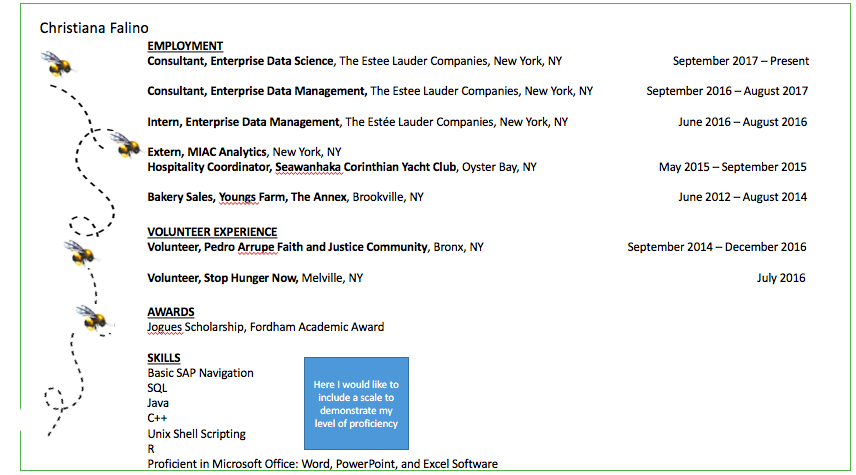 Christiana Falino
EMPLOYMENT
Consultant, Enterprise Data Science, The Estee Lauder Companies, New York, NY September 2017 – Present
Consultant, Enterprise Data Management, The Estee Lauder Companies, New York, NY September 2016 – August 2017
Intern, Enterprise Data Management, The Estée Lauder Companies, New York, NY June 2016 – August 2016
Extern, MIAC Analytics, New York, NY
Hospitality Coordinator, Seawanhaka Corinthian Yacht Club, Oyster Bay, NY May 2015 – September 2015
Bakery Sales, Youngs Farm, The Annex, Brookville, NY June 2012 – August 2014
VOLUNTEER EXPERIENCE
Volunteer, Pedro Arrupe Faith and Justice Community, Bronx, NY September 2014 – December 2016
Volunteer, Stop Hunger Now, Melville, NY July 2016
AWARDS
Jogues Scholarship, Fordham Academic Award
SKILLS
Basic SAP Navigation
SQL
Java
C++
Unix Shell Scripting
R
Proficient in Microsoft Office: Word, PowerPoint, and Excel Software
Here I would like to
include a scale to
demonstrate my
level of proficiency